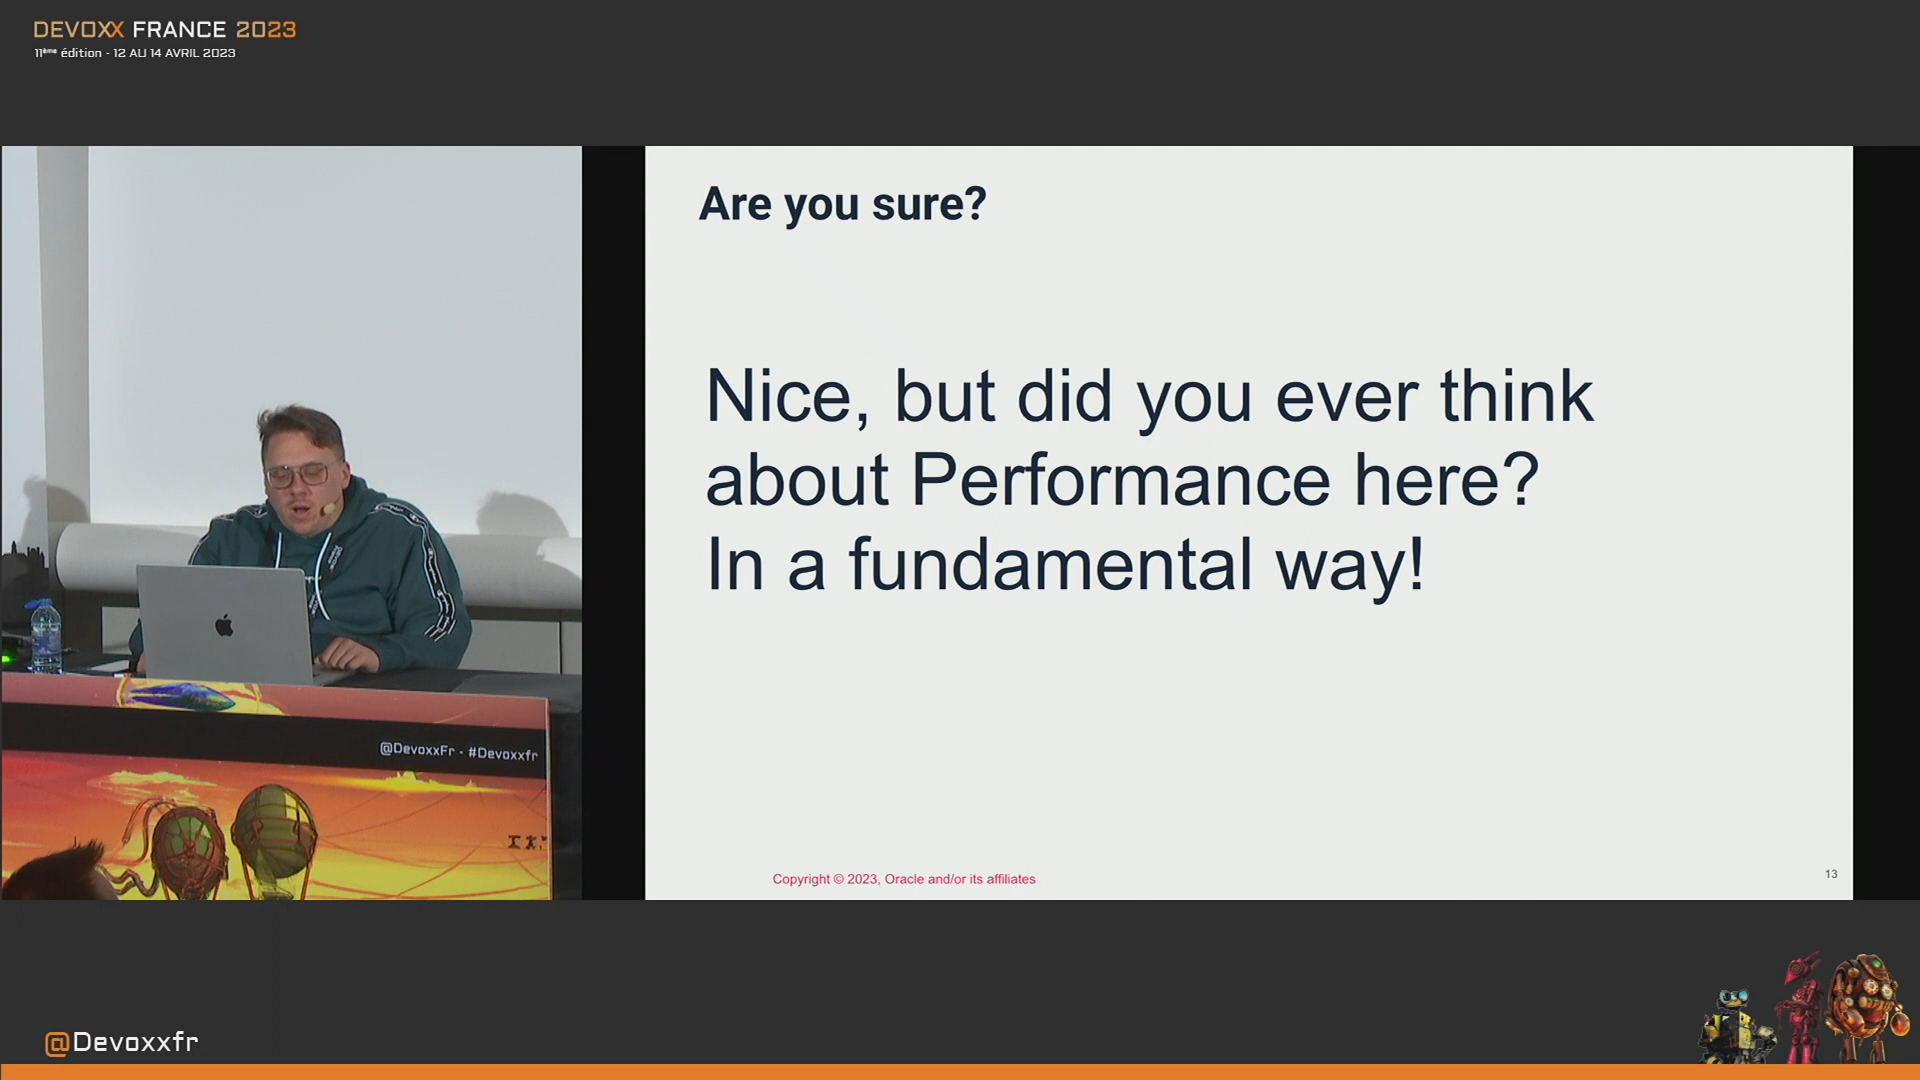 DEVOXX FRANCE 2023
11ème édition - 12 AU 14 AVRIL 2023
Are you sure?
Nice, but did you ever think
about Performance here?
In a fundamental way!
@DevoxxFr - #Devoxxfr
Copyright © 2023, Oracle and/or its affiliates
13
@Devoxxfr